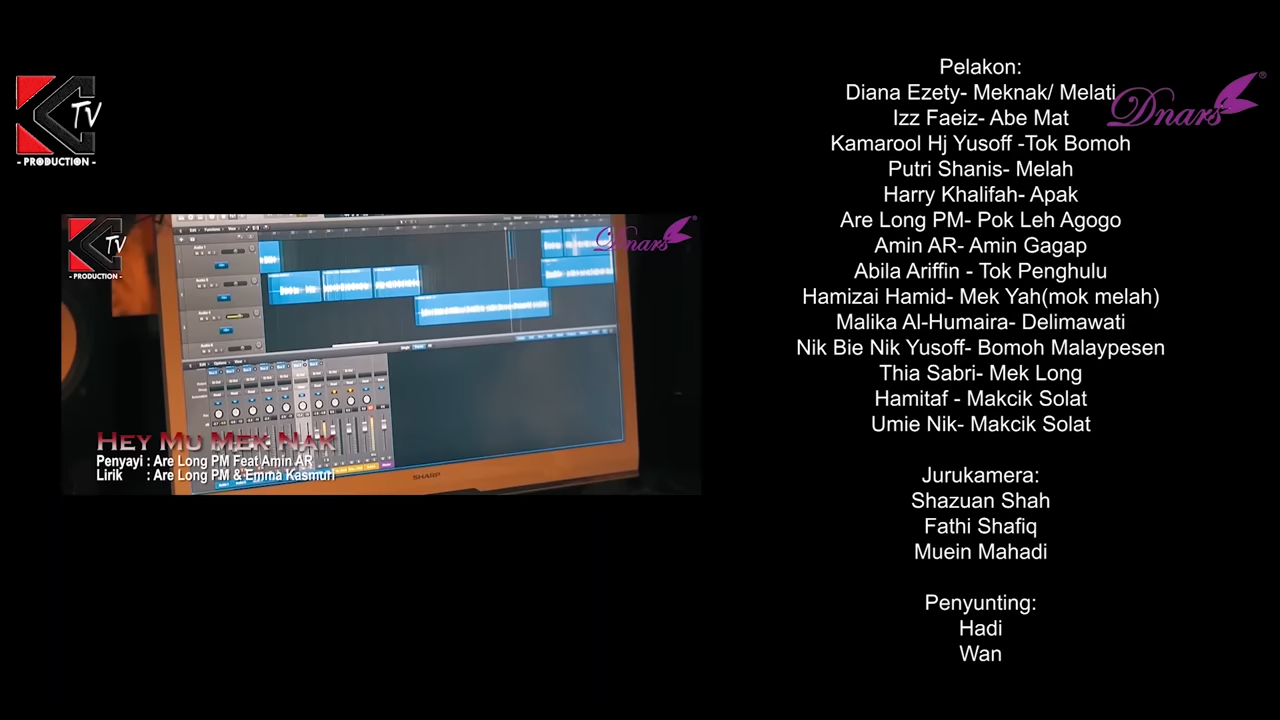 KC
TV
- PRODUCTION -
KC
TV
- PRODUCTION -
Dnars
HEY MU MEK NAK
Penyayi : Are Long PM Feat Amin AR
Lirik : Are Long PM & Emma Kasmuri
SHARP
Pelakon:
Diana Ezety- Meknak/ Melati
Dnars®
Izz Faeiz- Abe Mat
Kamarool Hj Yusoff -Tok Bomoh
Putri Shanis- Melah
Harry Khalifah- Apak
Are Long PM- Pok Leh Agogo
Amin AR- Amin Gagap
Abila Ariffin - Tok Penghulu
Hamizai Hamid- Mek Yah(mok melah)
Malika Al-Humaira- Delimawati
Nik Bie Nik Yusoff- Bomoh Malaypesen
Thia Sabri- Mek Long
Hamitaf - Makcik Solat
Umie Nik- Makcik Solat
Jurukamera:
Shazuan Shah
Fathi Shafiq
Muein Mahadi
Penyunting:
Hadi
Wan